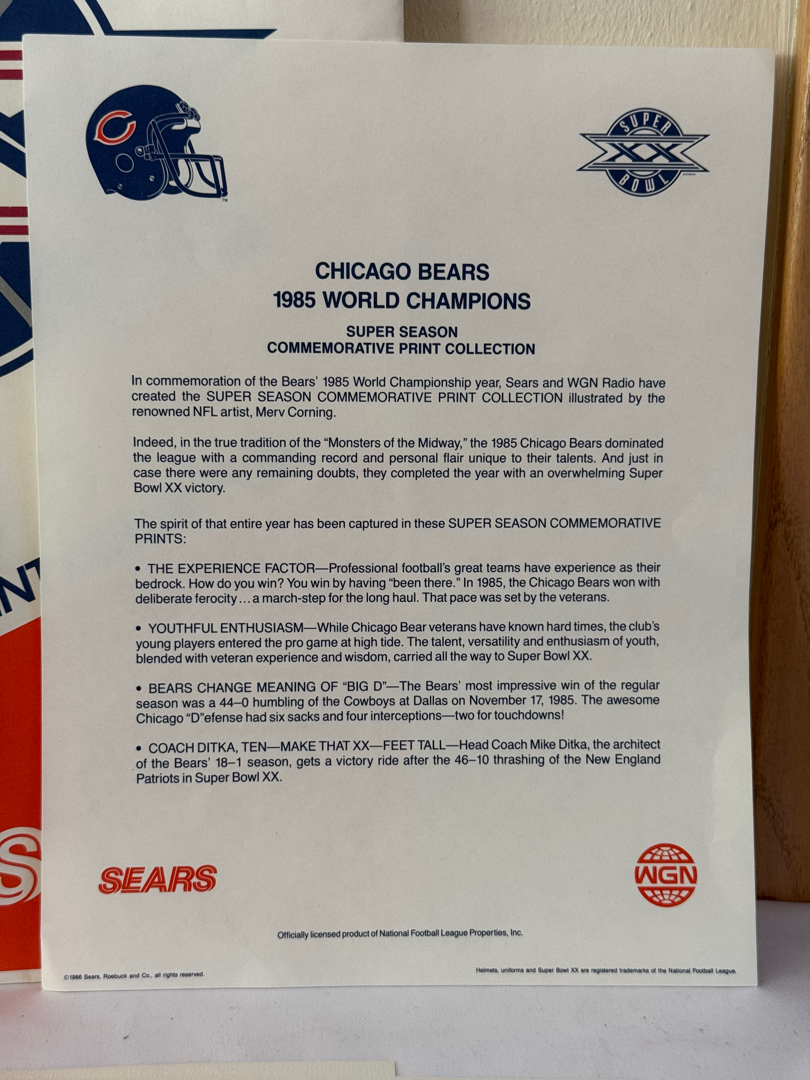 SUPER
XX
BOWL
CHICAGO BEARS
1985 WORLD CHAMPIONS
SUPER SEASON
COMMEMORATIVE PRINT COLLECTION
In commemoration of the Bears' 1985 World Championship year, Sears and WGN Radio have
created the SUPER SEASON COMMEMORATIVE PRINT COLLECTION illustrated by the
renowned NFL artist, Merv Corning.
Indeed, in the true tradition of the "Monsters of the Midway," the 1985 Chicago Bears dominated
the league with a commanding record and personal flair unique to their talents. And just in
case there were any remaining doubts, they completed the year with an overwhelming Super
Bowl XX victory.
The spirit of that entire year has been captured in these SUPER SEASON COMMEMORATIVE
PRINTS:
• THE EXPERIENCE FACTOR—Professional football's great teams have experience as their
bedrock. How do you win? You win by having "been there." In 1985, the Chicago Bears won with
deliberate ferocity...a march-step for the long haul. That pace was set by the veterans.
• YOUTHFUL ENTHUSIASM—While Chicago Bear veterans have known hard times, the club's
young players entered the pro game at high tide. The talent, versatility and enthusiasm of youth,
blended with veteran experience and wisdom, carried all the way to Super Bowl XX.
• BEARS CHANGE MEANING OF "BIG D"—The Bears' most impressive win of the regular
season was a 44–0 humbling of the Cowboys at Dallas on November 17, 1985. The awesome
Chicago "D"efense had six sacks and four interceptions—two for touchdowns!
• COACH DITKA, TEN—MAKE THAT XX—FEET TALL—Head Coach Mike Ditka, the architect
of the Bears' 18–1 season, gets a victory ride after the 46–10 thrashing of the New England
Patriots in Super Bowl XX.
SEARS
WGN
Officially licensed product of National Football League Properties, Inc.
©1986 Sears, Roebuck and Co., all rights reserved.
Helmets, uniforms and Super Bowl XX are registered trademarks of the National Football League.